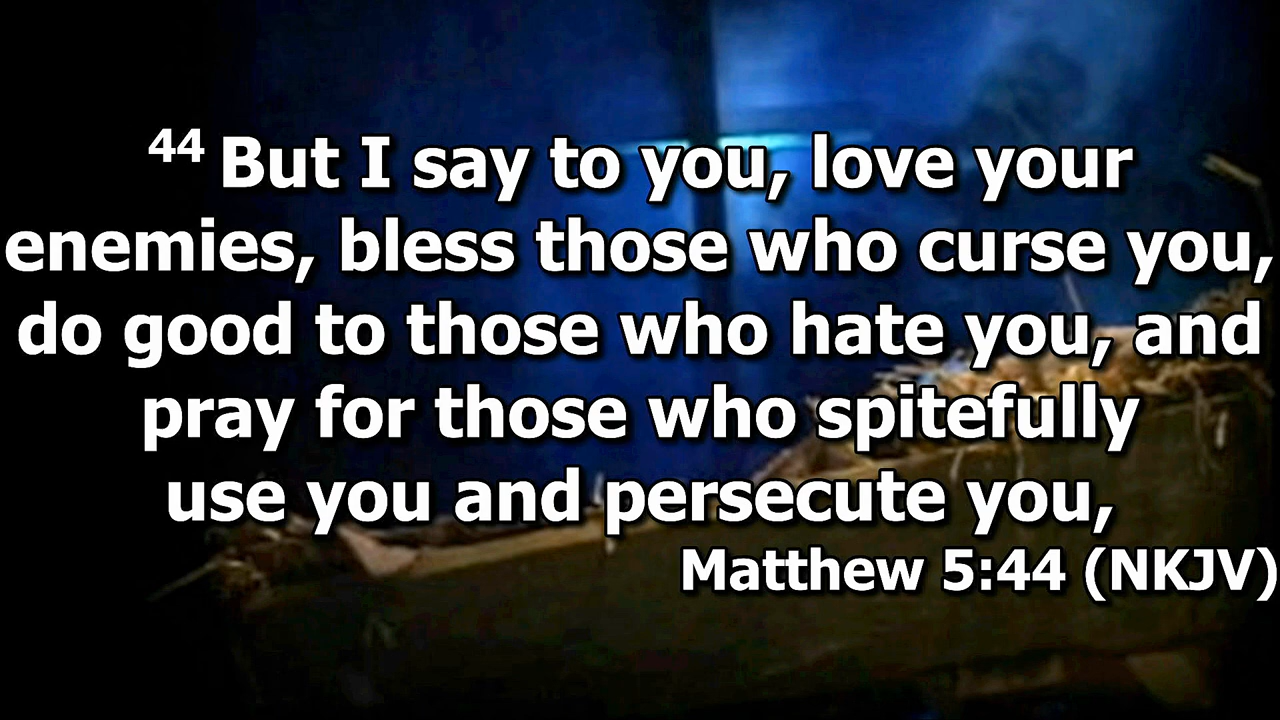 44 But I say to you, love your
enemies, bless those who curse you,
do good to those who hate you, and
pray for those who spitefully
use you and persecute you,
Matthew 5:44 (NKJV)